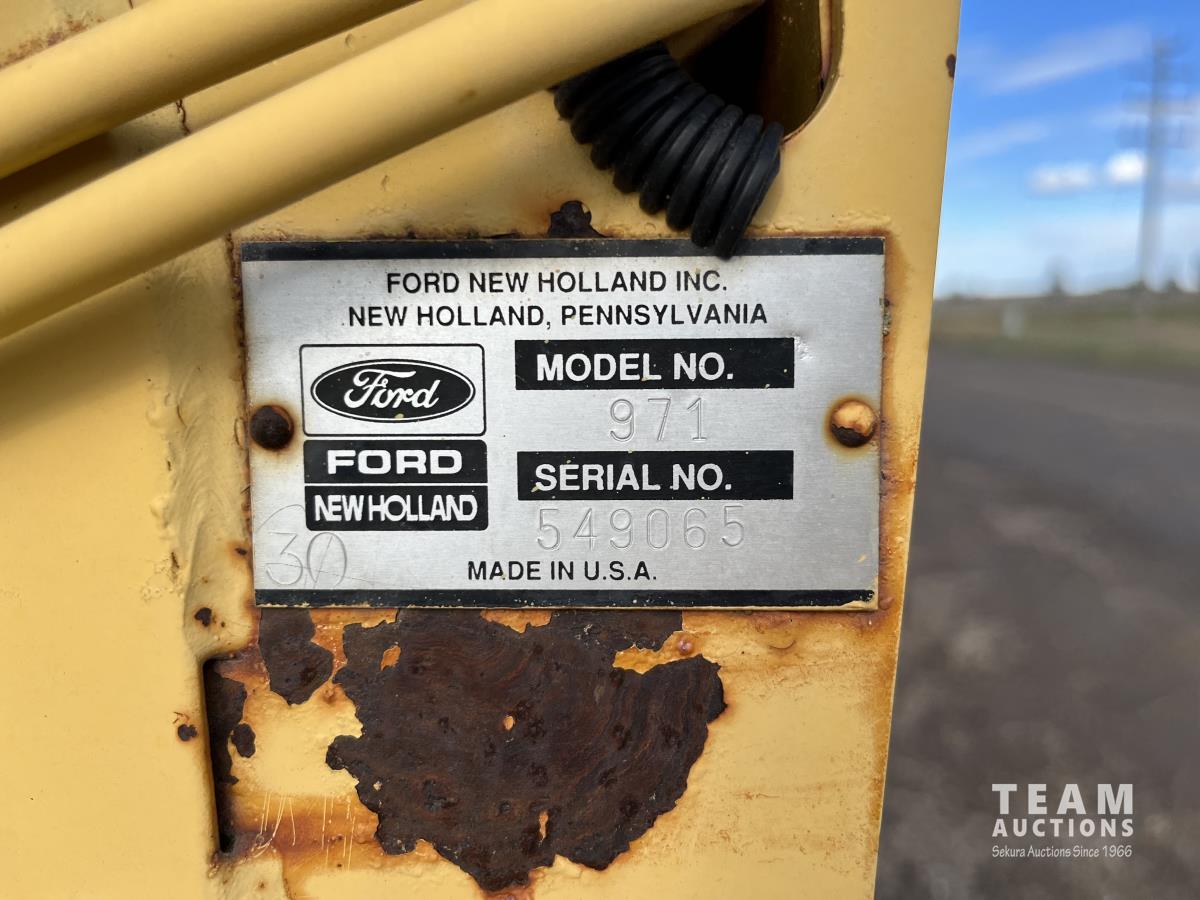 FORD NEW HOLLAND INC.
NEW HOLLAND, PENNSYLVANIA
Ford
FORD
NEW HOLLAND
MODEL NO.
971
SERIAL NO.
549065
30
MADE IN U.S.A.
TEAM
AUCTIONS
Sekura Auctions Since 1966